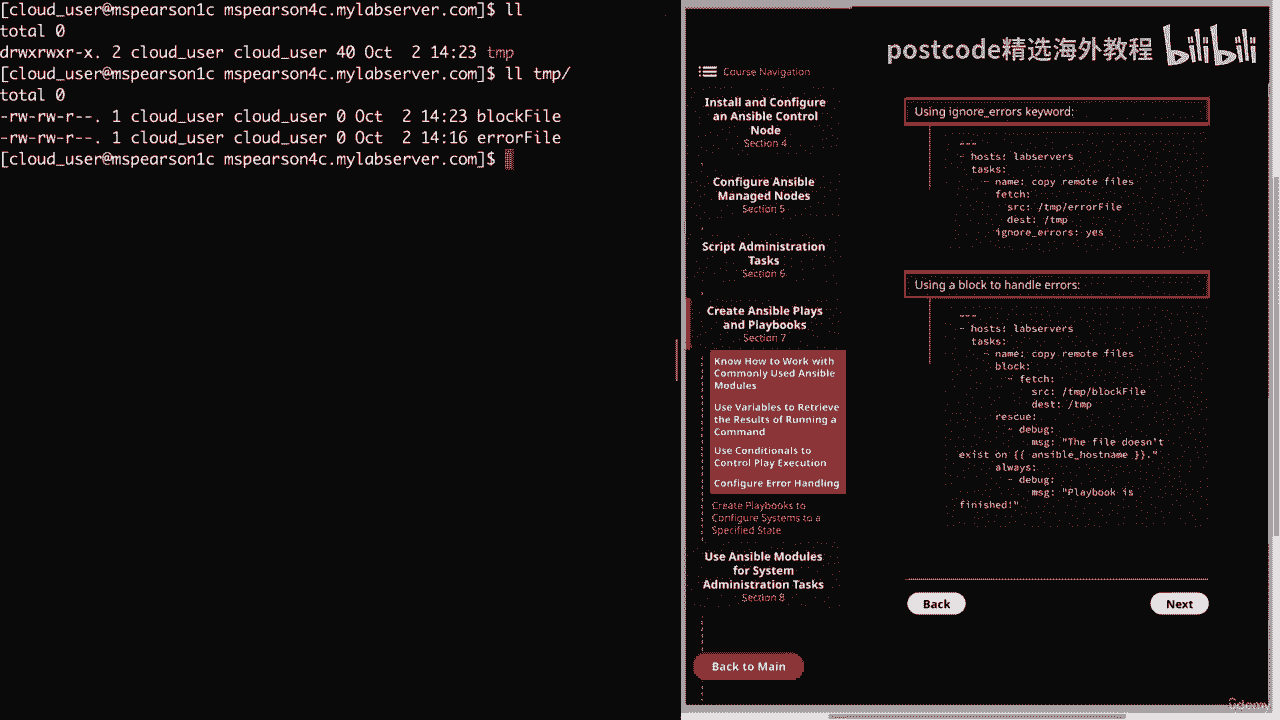 [cloud_user@mspearson1c mspearson4c.mylabserver.com]$ ll
total 0
drwxrwxr-x. 2 cloud_user cloud_user 40 Oct  2 14:23 tmp
[cloud_user@mspearson1c mspearson4c.mylabserver.com]$ ll tmp/
total 0
-rw-rw-r--. 1 cloud_user cloud_user 0 Oct  2 14:23 blockFile
-rw-rw-r--. 1 cloud_user cloud_user 0 Oct  2 14:16 errorFile
[cloud_user@mspearson1c mspearson4c.mylabserver.com]$
postcode精选海外教程 bilibili
Course Navigation
Install and Configure
an Ansible Control
Node
Section 4
Configure Ansible
Managed Nodes
Section 5
Script Administration
Tasks
Section 6
Create Ansible Plays
and Playbooks
Section 7
Know How to Work with
Commonly Used Ansible
Modules
Use Variables to Retrieve
the Results of Running a
Command
Use Conditionals to
Control Play Execution
Configure Error Handling
Create Playbooks to
Configure Systems to a
Specified State
Use Ansible Modules
for System
Administration Tasks
Section 8
Back to Main
Using ignore_errors keyword:
---
- hosts: labservers
  tasks:
    - name: copy remote files
      fetch:
        src: /tmp/errorFile
        dest: /tmp
      ignore_errors: yes
Using a block to handle errors:
---
- hosts: labservers
  tasks:
    - name: copy remote files
      block:
        - fetch:
            src: /tmp/blockFile
            dest: /tmp
      rescue:
        - debug:
            msg: "The file doesn't
exist on {{ ansible_hostname }}."
      always:
        - debug:
            msg: "Playbook is
finished!"
Back
Next
ûdemy